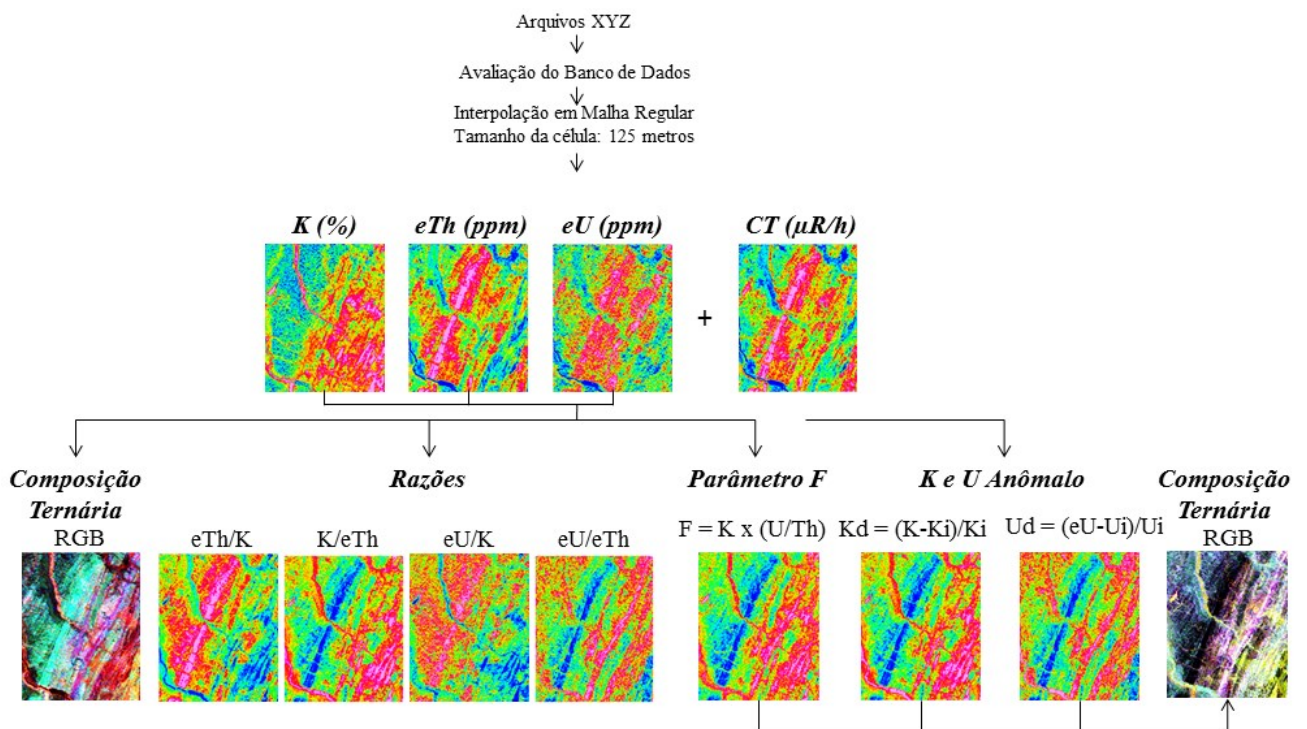 Arquivos XYZ
Avaliação do Banco de Dados
Interpolação em Malha Regular
Tamanho da célula: 125 metros
K (%)
eTh (ppm)
eU (ppm)
CT (µR/h)
+
Composição
Ternária
RGB
Razões
eTh/K
K/eTh
eU/K
eU/eTh
Parâmetro F
F = K x (U/Th)
K e U Anômalo
Kd = (K-Ki)/Ki
Ud = (eU-Ui)/Ui
Composição
Ternária
RGB